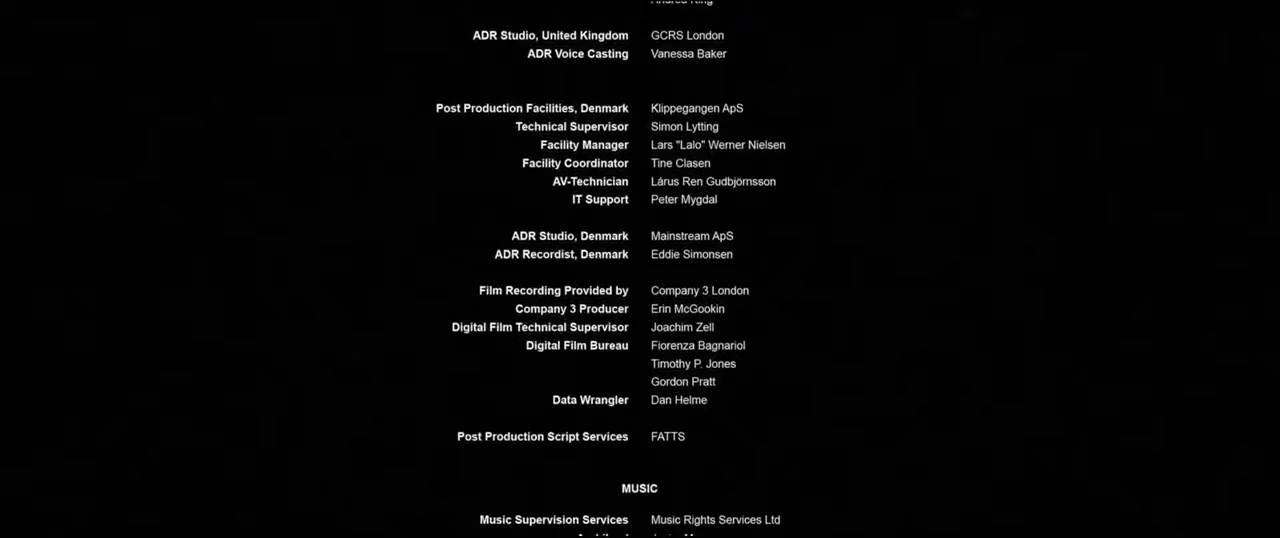 ADR Studio, United Kingdom GCRS London
ADR Voice Casting Vanessa Baker
Post Production Facilities, Denmark Klippegangen ApS
Technical Supervisor Simon Lytting
Facility Manager Lars "Lalo" Werner Nielsen
Facility Coordinator Tine Clasen
AV-Technician Lárus Ren Gudbjörnsson
IT Support Peter Mygdal
ADR Studio, Denmark Mainstream ApS
ADR Recordist, Denmark Eddie Simonsen
Film Recording Provided by Company 3 London
Company 3 Producer Erin McGookin
Digital Film Technical Supervisor Joachim Zell
Digital Film Bureau Fiorenza Bagnariol
Timothy P. Jones
Gordon Pratt
Data Wrangler Dan Helme
Post Production Script Services FATTS
MUSIC
Music Supervision Services Music Rights Services Ltd